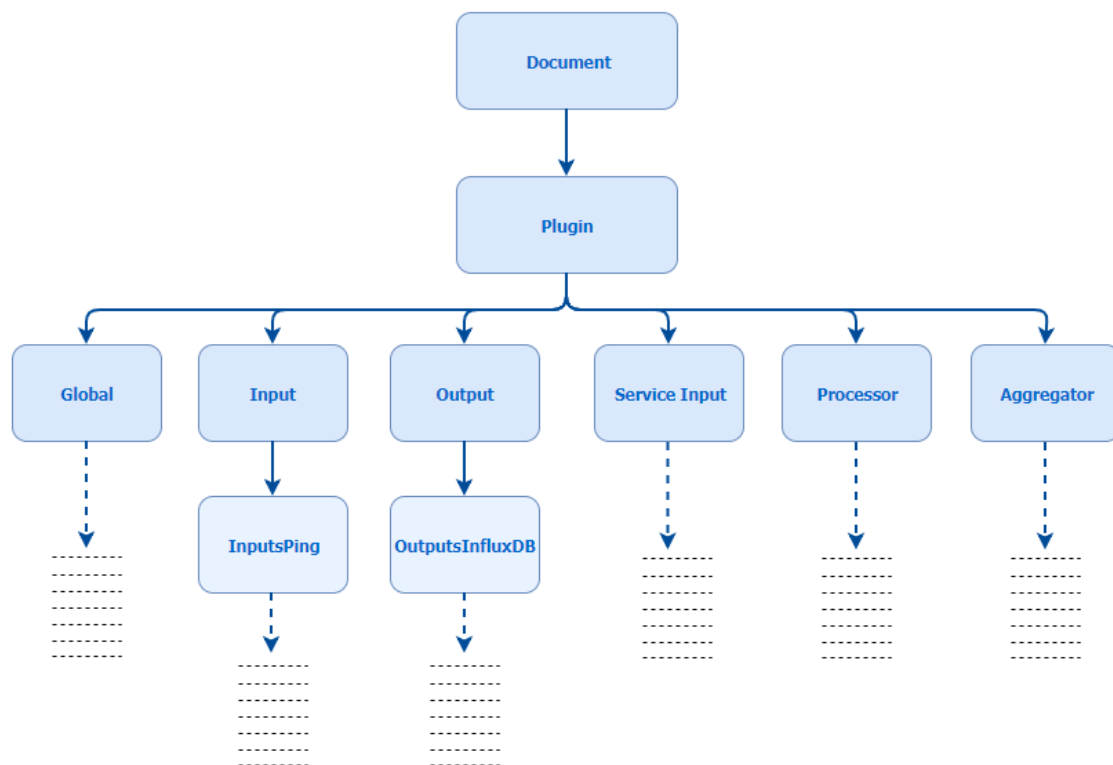 Document
Plugin
Global
Input
Output
Service Input
Processor
Aggregator
InputsPing
OutputsInfluxDB